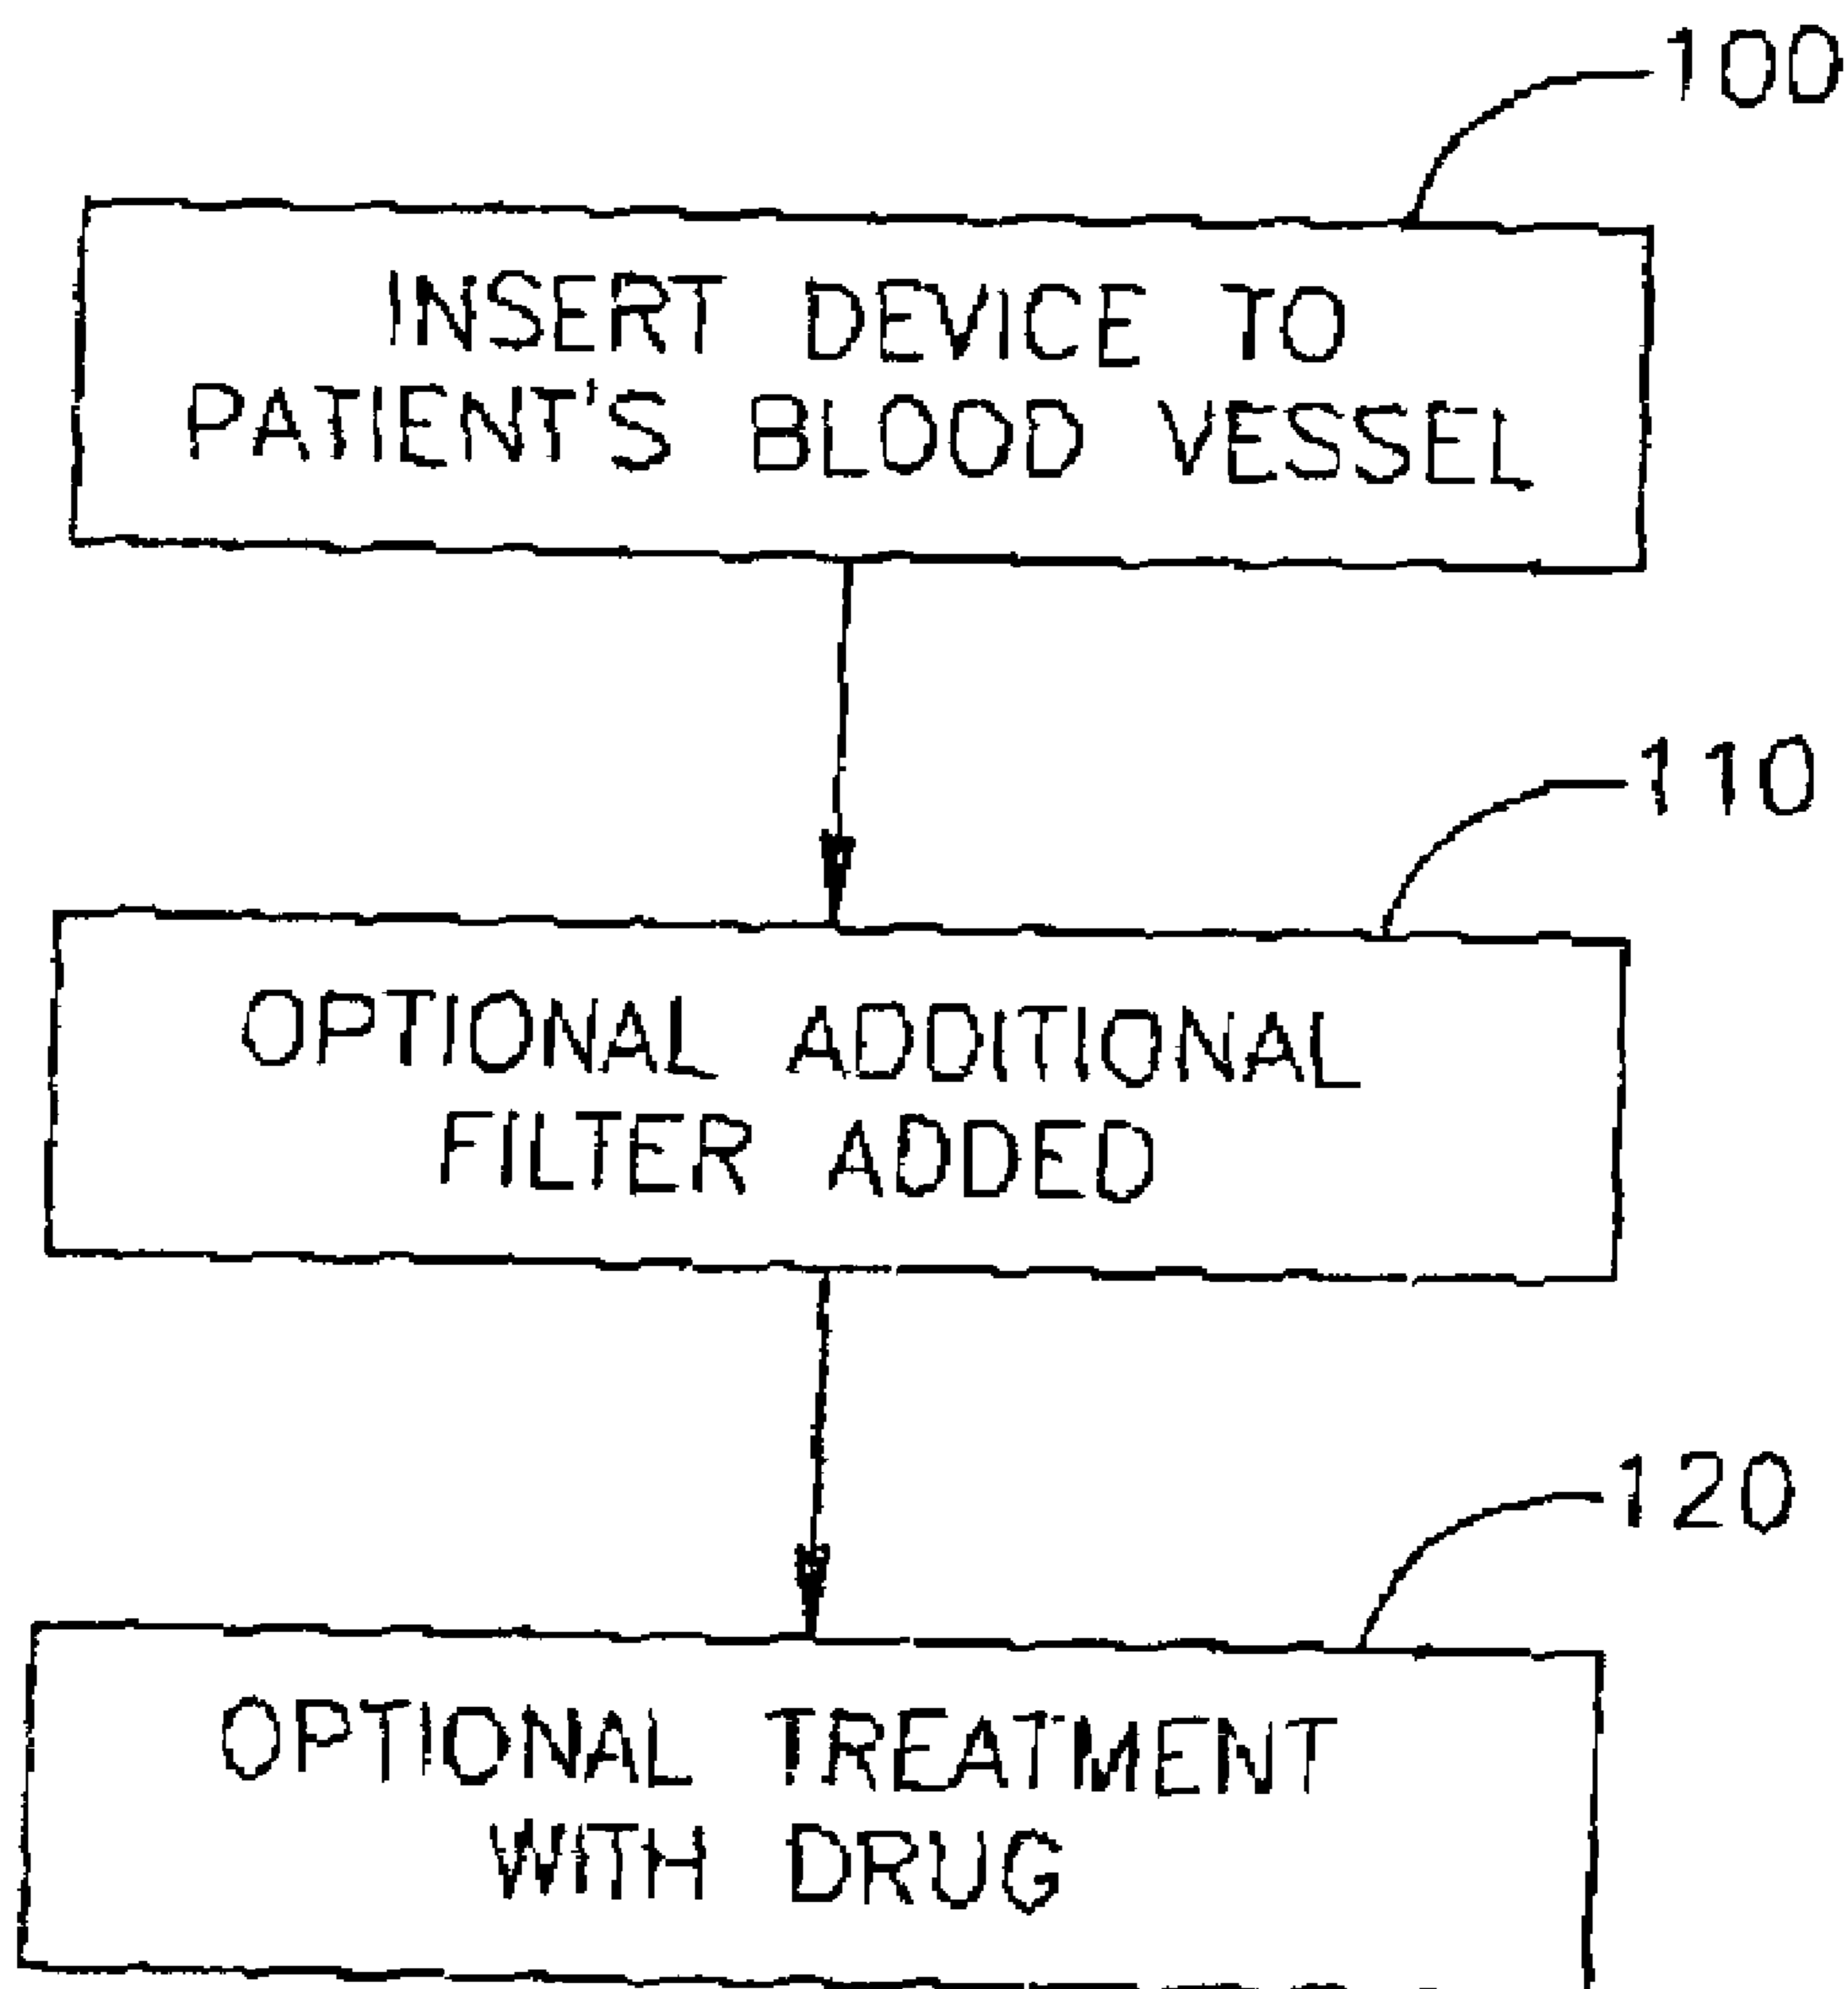 100
INSERT DEVICE TO
PATIENT'S BLOOD VESSEL
110
OPTIONAL ADDITIONAL
FILTER ADDED
120
OPTIONAL TREATMENT
WITH DRUG